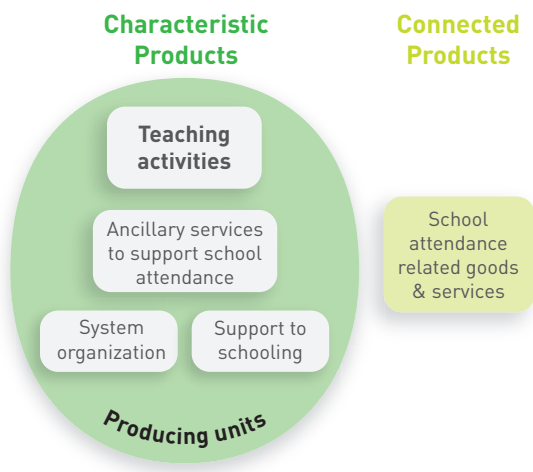 Characteristic
Products
Connected
Products
Teaching
activities
Ancillary services
to support school
attendance
System
organization
Support to
schooling
Producing units
School
attendance
related goods
& services